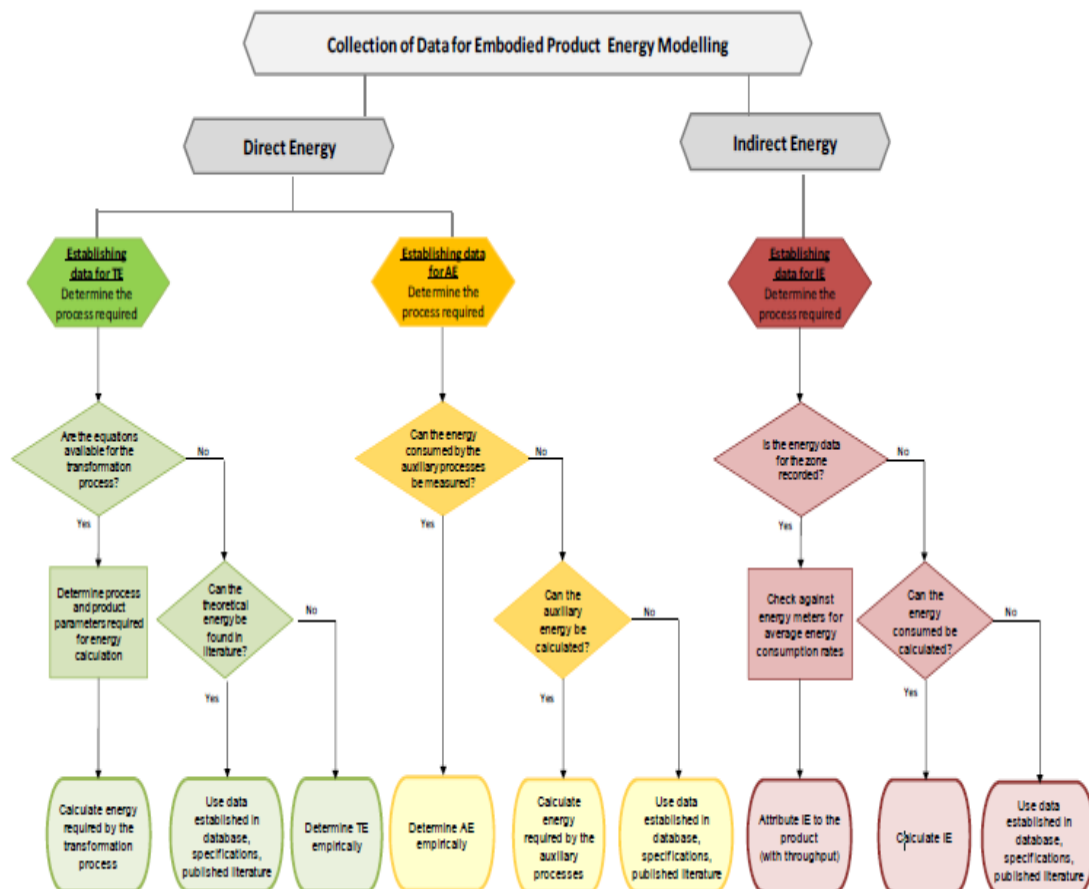 Collection of Data for Embodied Product Energy Modelling
Direct Energy
Indirect Energy
Establishing
data for TE
Determine the
process required
Establishing data
for AE
Determine the
process required
Establishing
data for IE
Determine the
process required
Are the equations
available for the
transformation
process?
No
Yes
Can the energy
consumed by the
auxiliary processes
be measured?
No
Yes
Is the energy data
for the zone
recorded?
No
Yes
Determine process
and product
parameters required
for energy
calculation
Can the
theoretical
energy be
found in
literature?
No
Yes
Can the
auxiliary
energy be
calculated?
No
Yes
Check against
energy meters for
average energy
consumption rates
Can the
energy
consumed be
calculated?
No
Yes
Calculate energy
required by the
transformation
process
Use data
established in
database,
specifications,
published literature
Determine TE
empirically
Determine AE
empirically
Calculate
energy
required by the
auxiliary
processes
Use data
established in
database,
specifications,
published literature
Attribute IE to the
product
(with throughput)
Calculate IE
Use data
established in
database,
specifications,
published literature